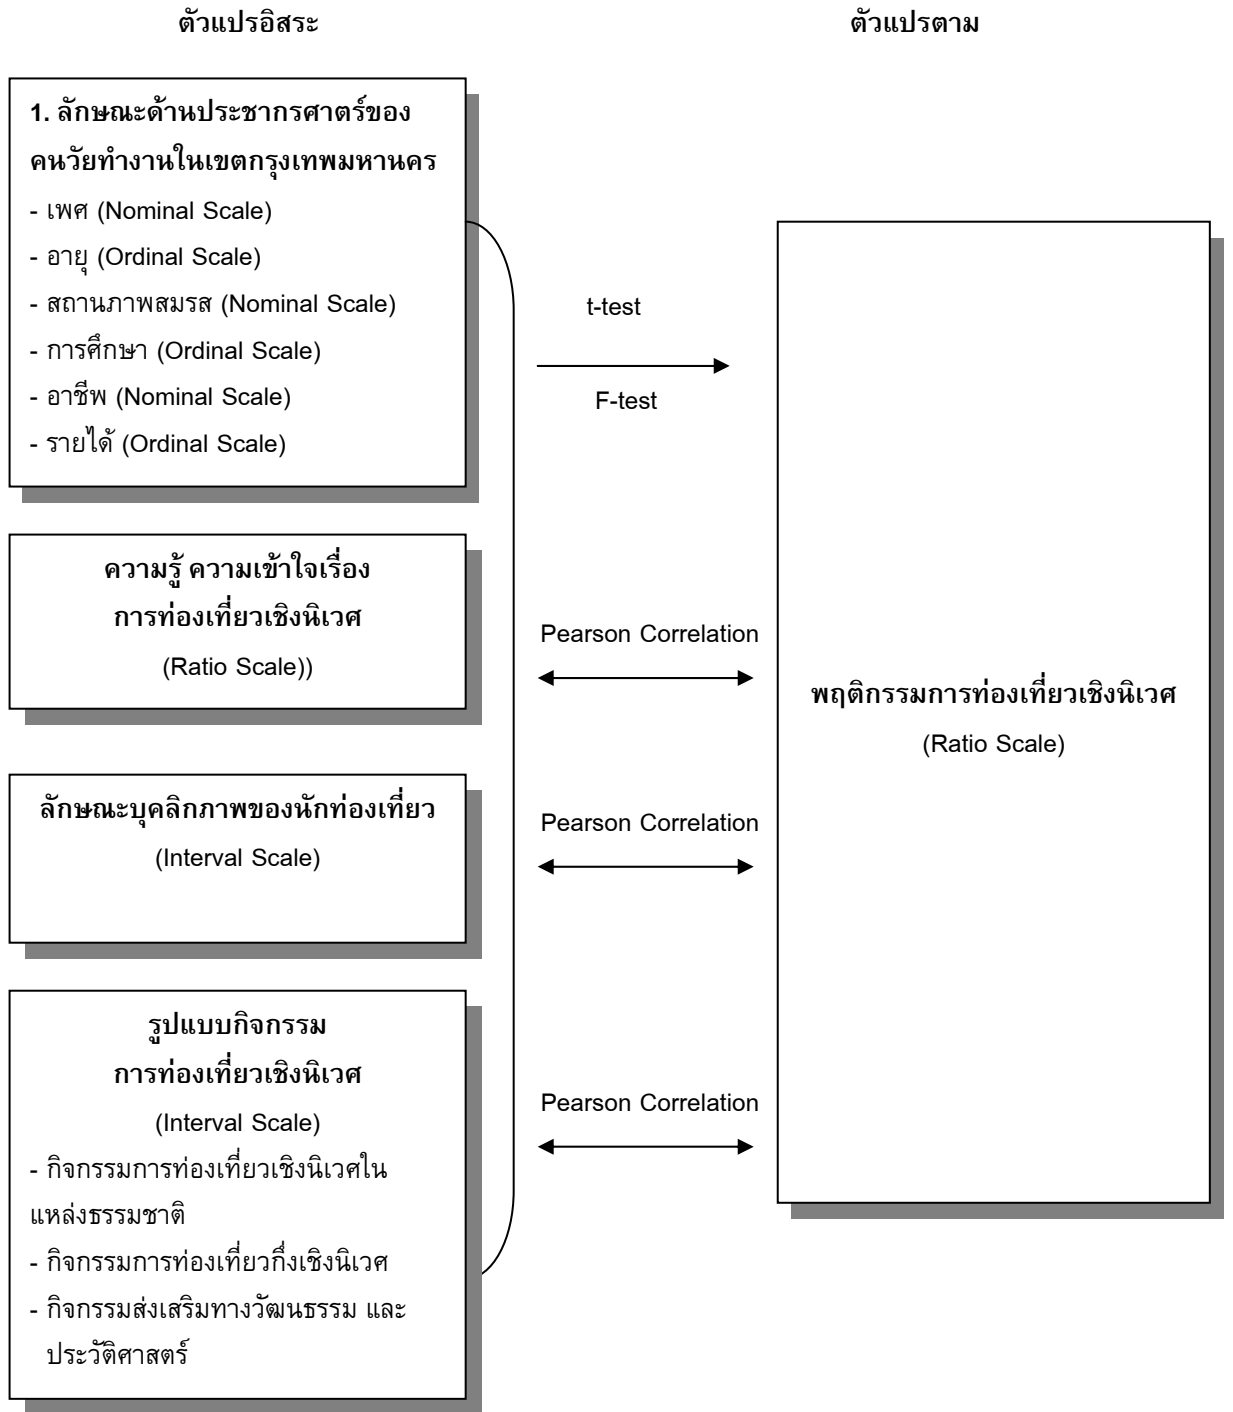 ตัวแปรอิสระ
ตัวแปรตาม
1. ลักษณะด้านประชากรศาตร์ของ
คนวัยทำงานในเขตกรุงเทพมหานคร
- เพศ (Nominal Scale)
- อายุ (Ordinal Scale)
- สถานภาพสมรส (Nominal Scale)
- การศึกษา (Ordinal Scale)
- อาชีพ (Nominal Scale)
- รายได้ (Ordinal Scale)
t-test
F-test
ความรู้ ความเข้าใจเรื่อง
การท่องเที่ยวเชิงนิเวศ
(Ratio Scale))
Pearson Correlation
พฤติกรรมการท่องเที่ยวเชิงนิเวศ
(Ratio Scale)
ลักษณะบุคลิกภาพของนักท่องเที่ยว
(Interval Scale)
Pearson Correlation
รูปแบบกิจกรรม
การท่องเที่ยวเชิงนิเวศ
(Interval Scale)
- กิจกรรมการท่องเที่ยวเชิงนิเวศใน
แหล่งธรรมชาติ
- กิจกรรมการท่องเที่ยวกึ่งเชิงนิเวศ
- กิจกรรมส่งเสริมทางวัฒนธรรม และ
ประวัติศาสตร์
Pearson Correlation